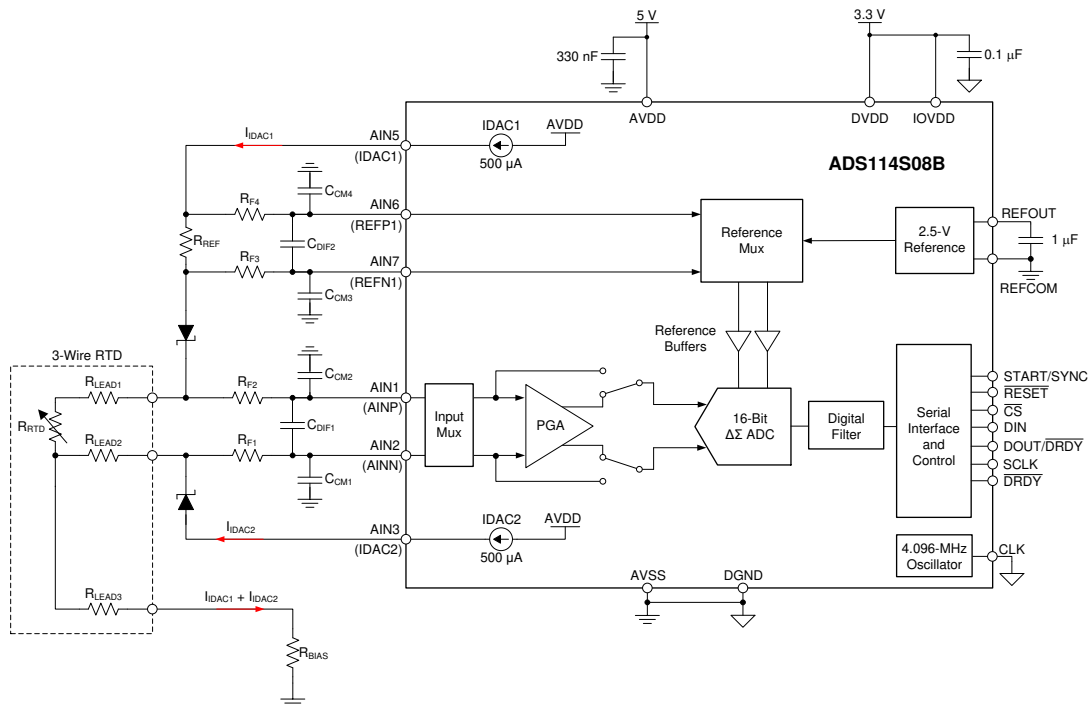 5 V
3.3 V
330 nF
0.1 µF
AVDD
DVDD
IOVDD
IIDAC1
AIN5
(IDAC1)
IDAC1
AVDD
500 µA
ADS114S08B
CCM4
RF4
AIN6
(REFP1)
RREF
CDIF2
Reference
Mux
2.5-V
Reference
REFOUT
1 µF
REFCOM
RF3
AIN7
(REFN1)
CCM3
Reference
Buffers
3-Wire RTD
CCM2
RLEAD1
RF2
AIN1
(AINP)
RRTD
CDIF1
Input
Mux
PGA
16-Bit
ΔΣ ADC
Digital
Filter
Serial
Interface
and
Control
START/SYNC
RESET
CS
DIN
DOUT/DRDY
SCLK
DRDY
RLEAD2
RF1
AIN2
(AINN)
CCM1
IIDAC2
AIN3
(IDAC2)
IDAC2
AVDD
500 µA
4.096-MHz
Oscillator
CLK
AVSS
DGND
RLEAD3
IIDAC1 + IIDAC2
RBIAS